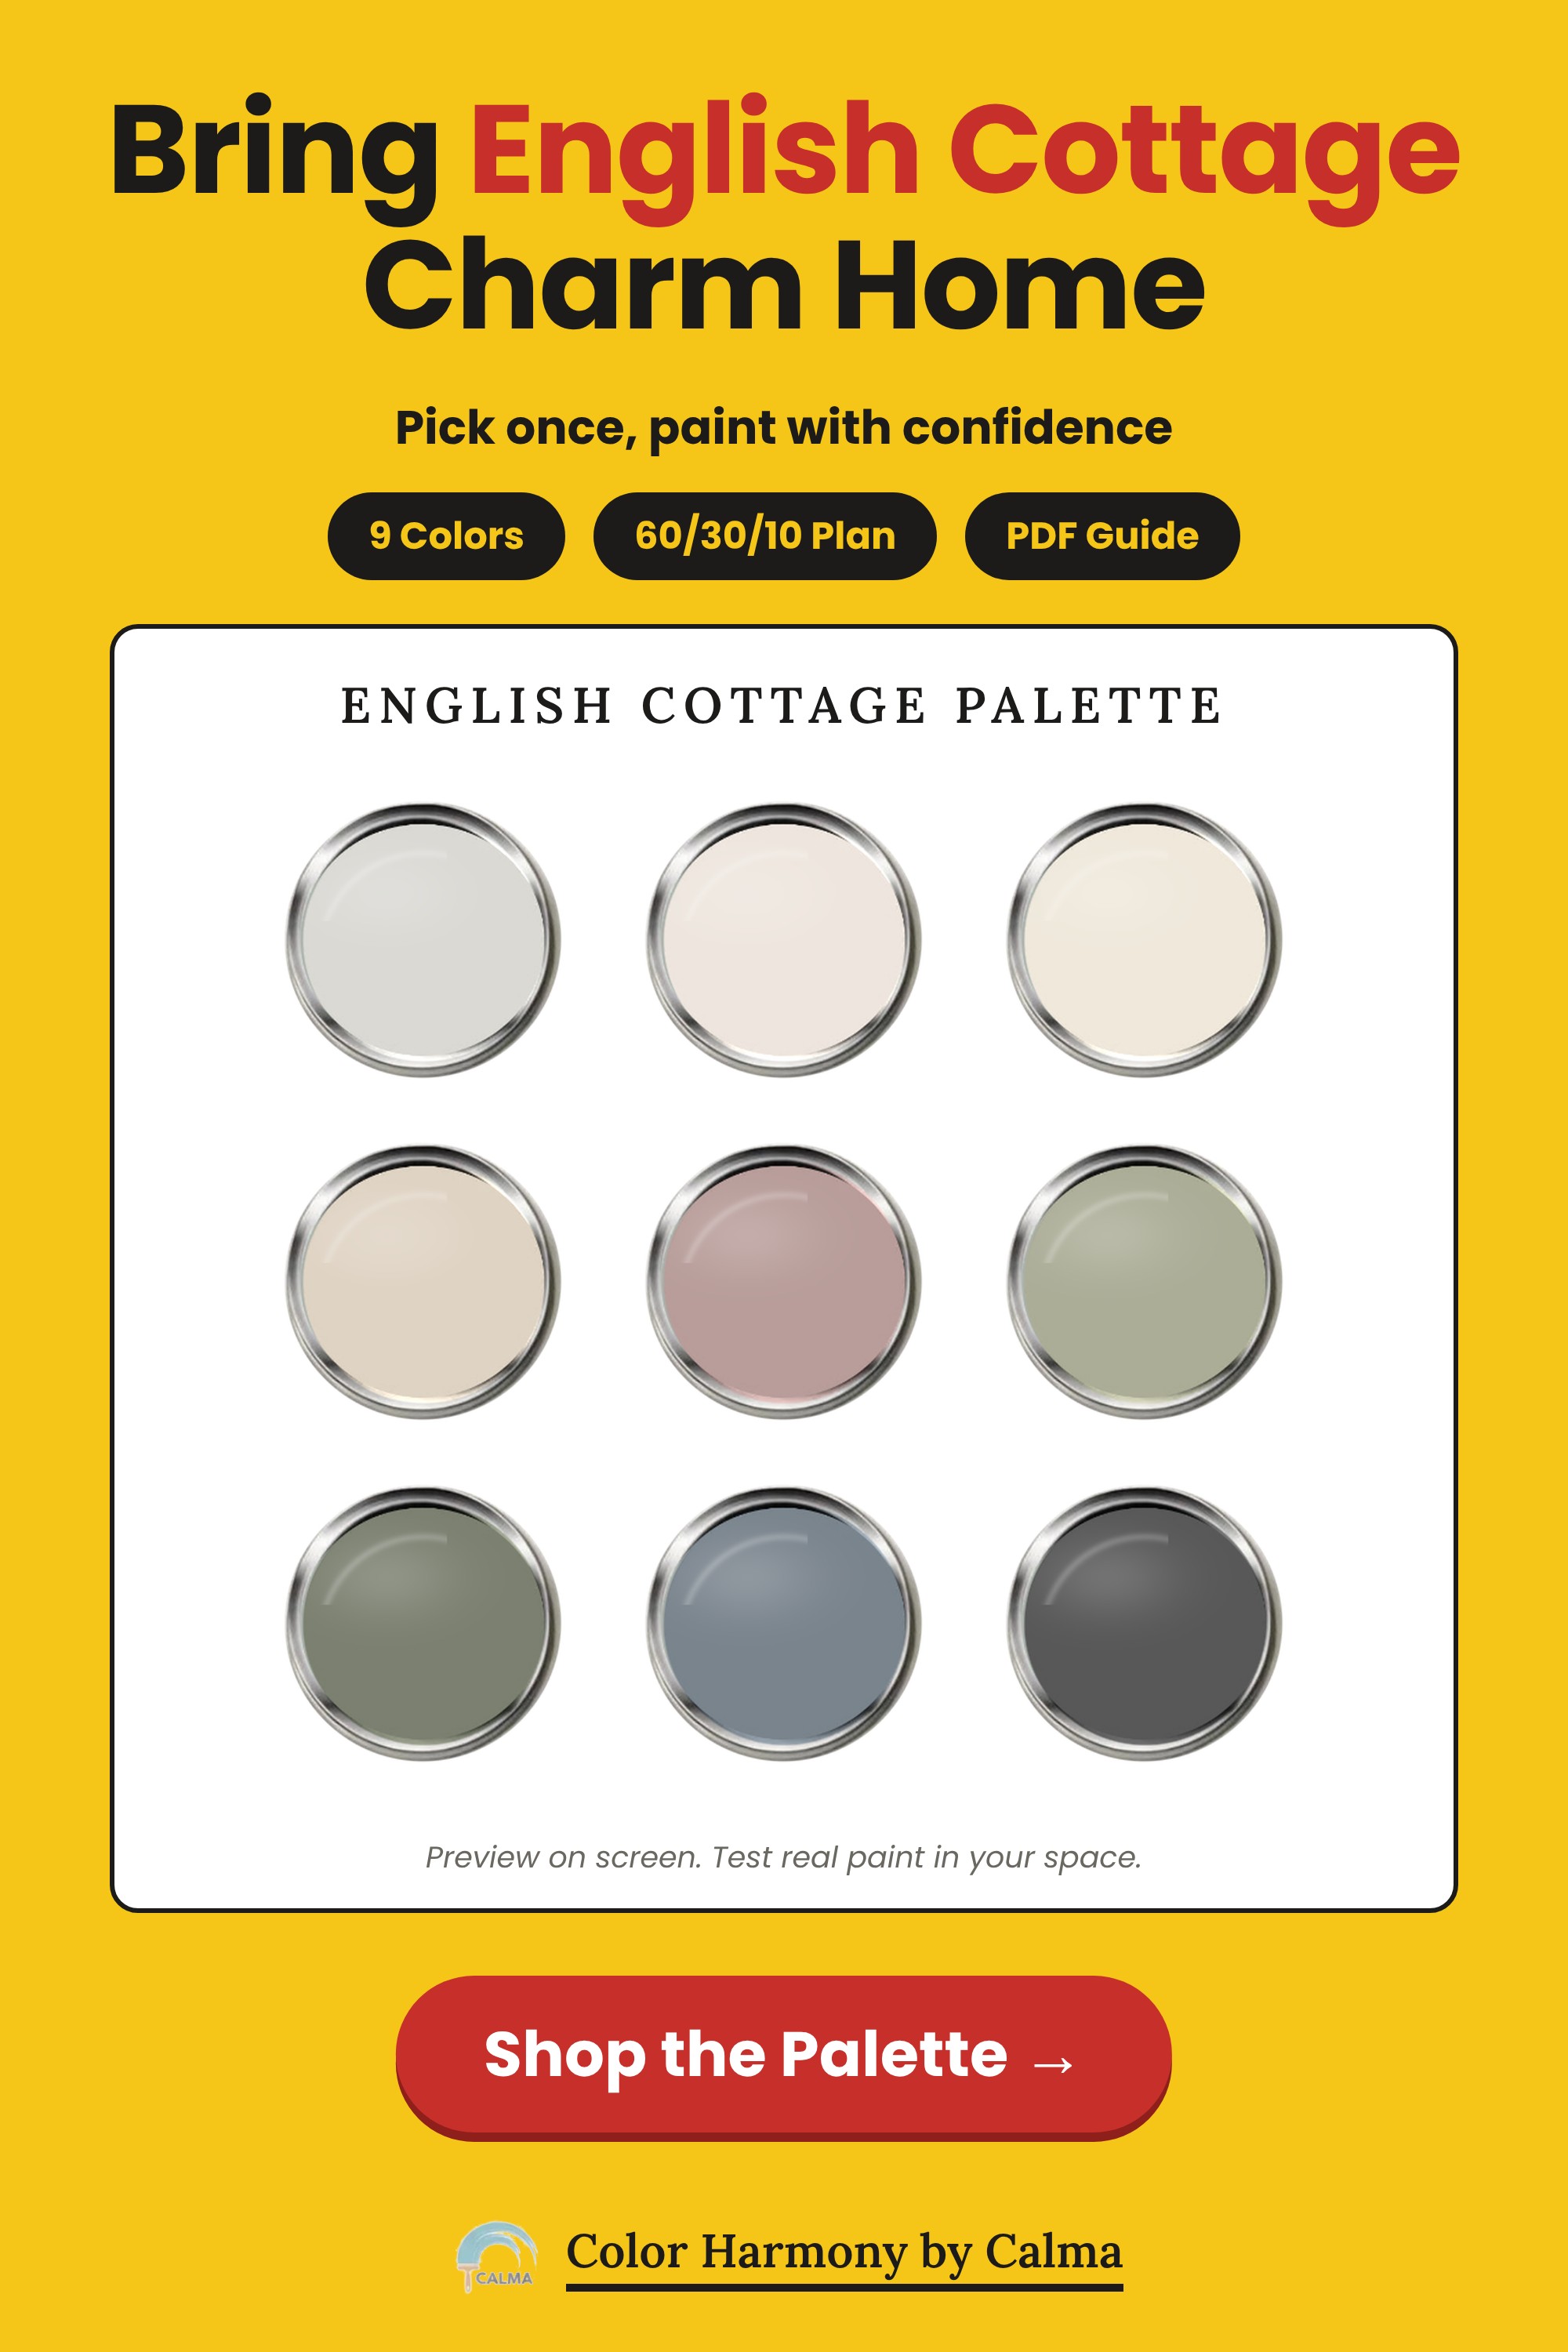 Bring English Cottage
Charm Home
Pick once, paint with confidence
9 Colors 60/30/10 Plan PDF Guide
ENGLISH COTTAGE PALETTE
Preview on screen. Test real paint in your space.
Shop the Palette →
CALMA Color Harmony by Calma